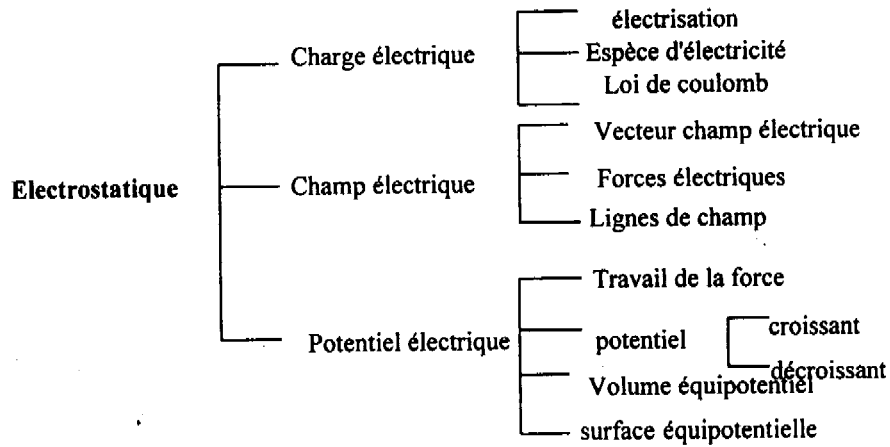 Electrostatique
Charge électrique
électrisation
Espèce d'électricité
Loi de coulomb
Champ électrique
Vecteur champ électrique
Forces électriques
Lignes de champ
Potentiel électrique
Travail de la force
potentiel
croissant
décroissant
Volume équipotentiel
surface équipotentielle